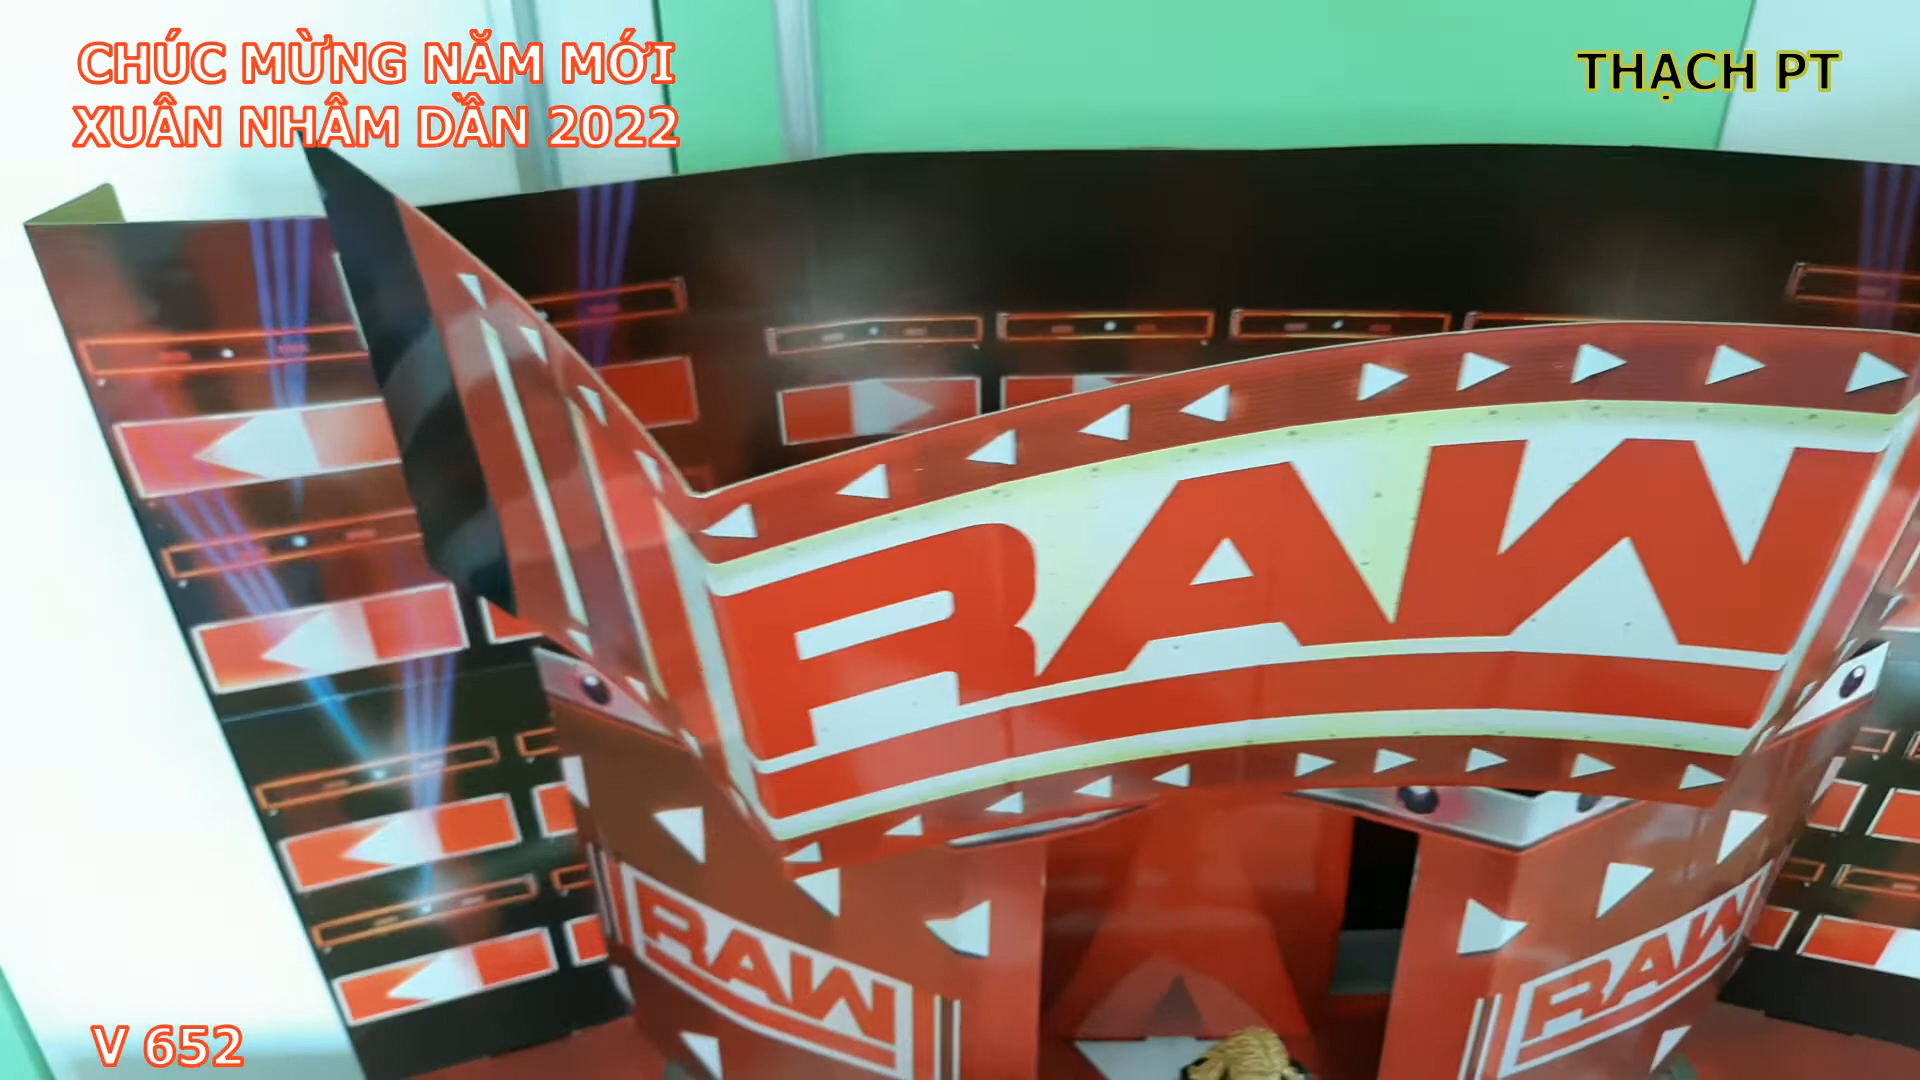 CHÚC MỪNG NĂM MỚI
XUÂN NHÂM DẦN 2022
THẠCH PT
RAW
RAW
RAW
V 652